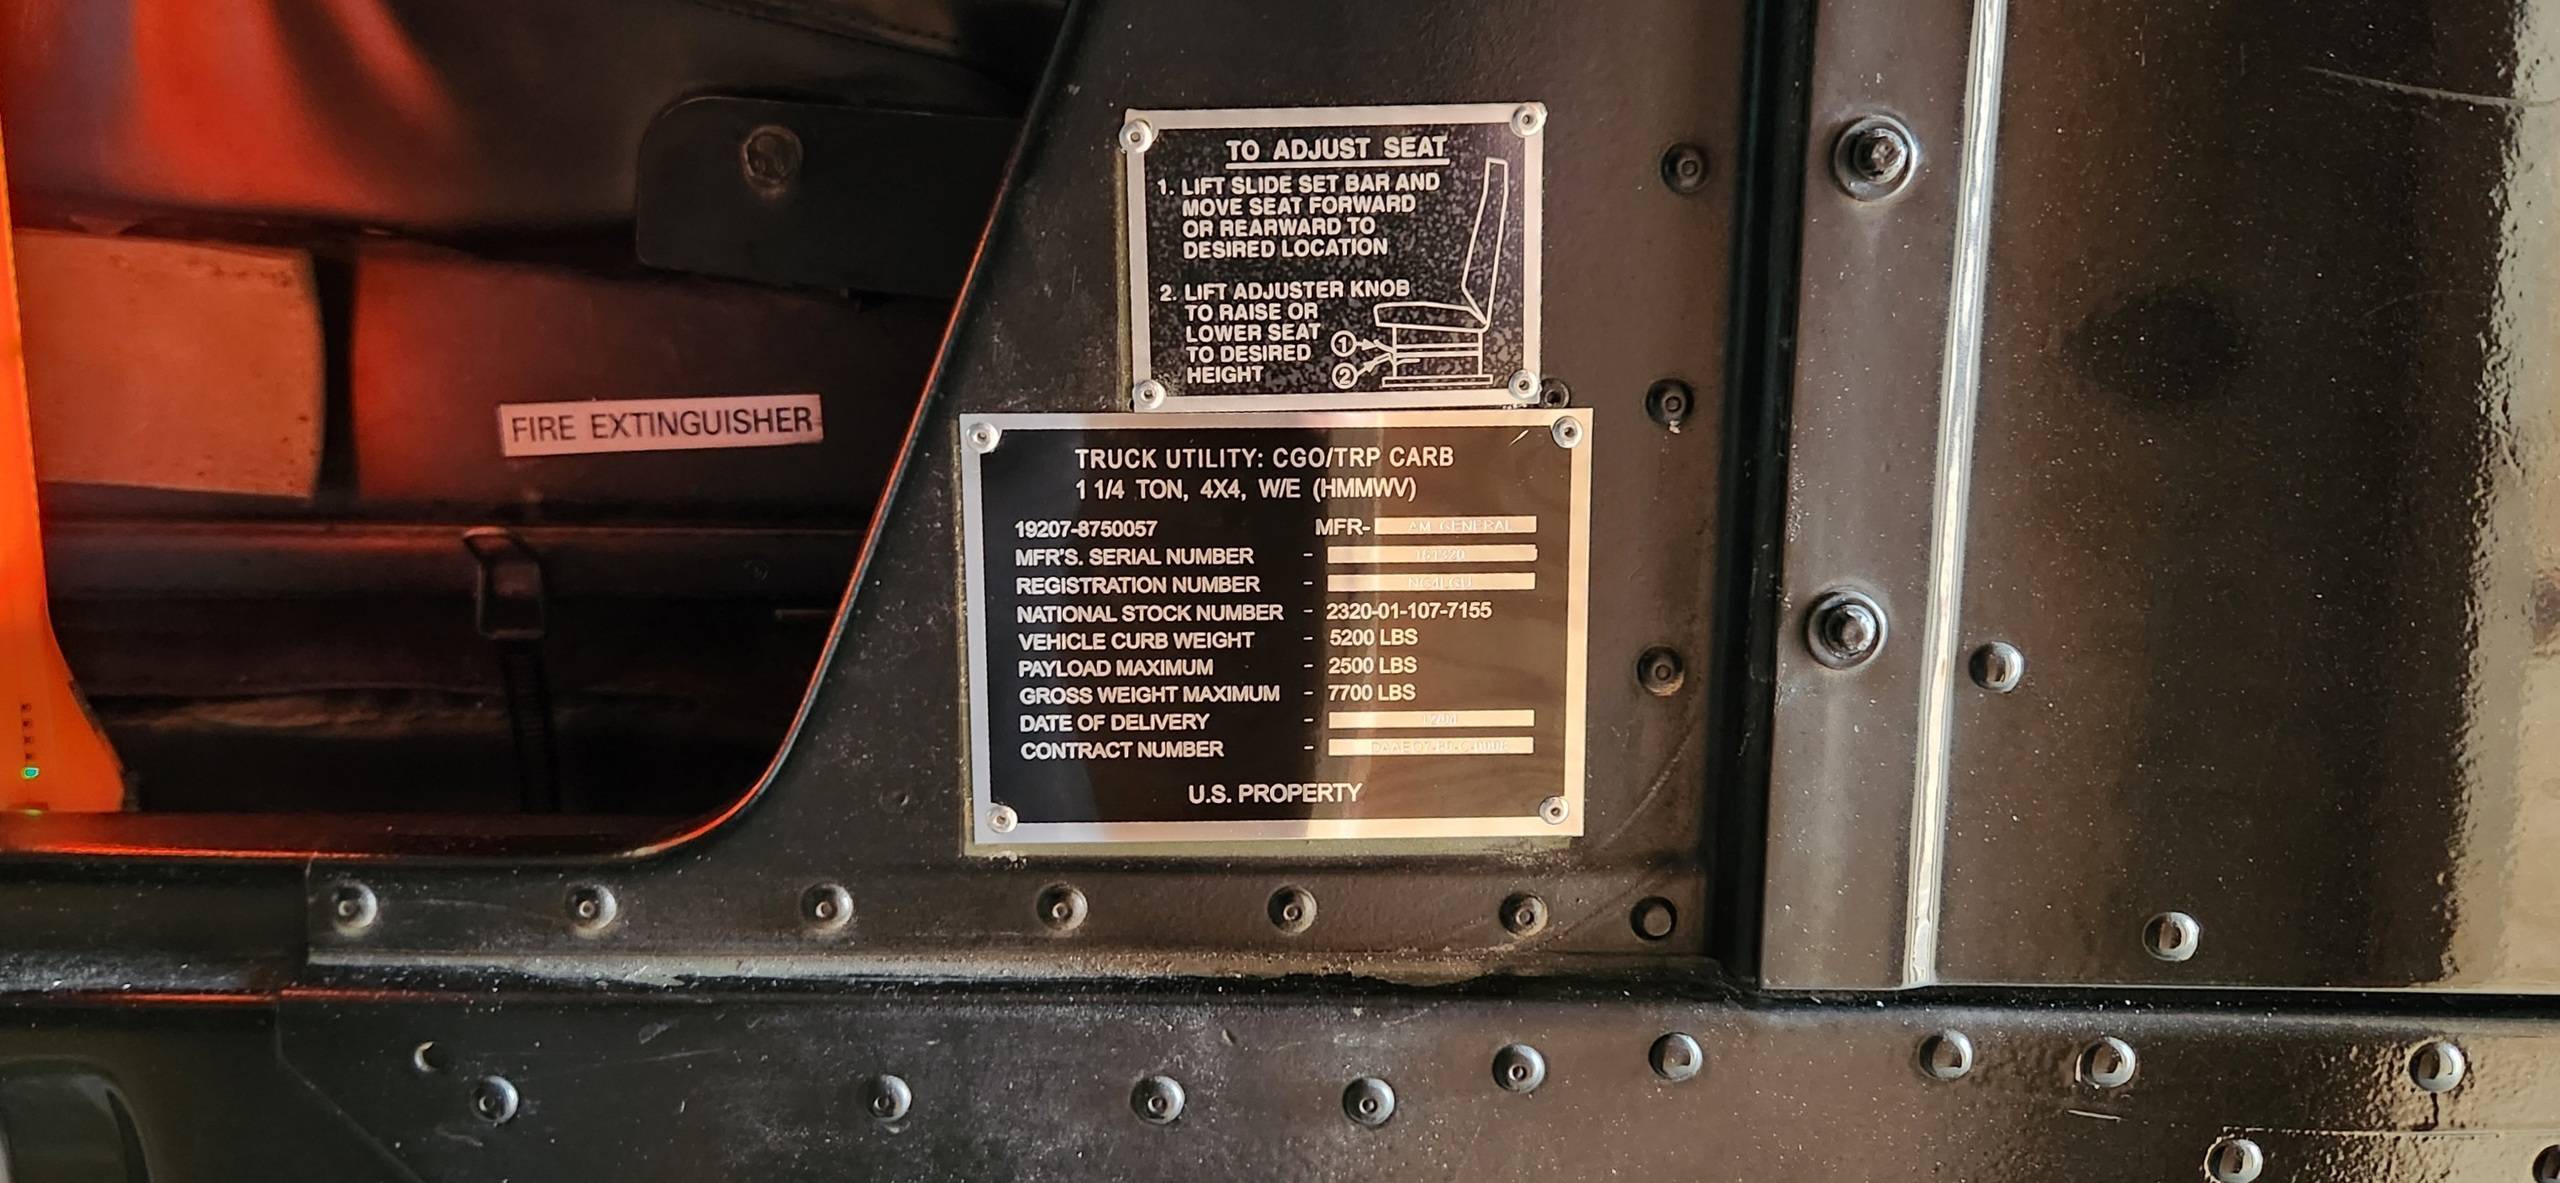 TO ADJUST SEAT
1. LIFT SLIDE SET BAR AND
MOVE SEAT FORWARD
OR REARWARD TO
DESIRED LOCATION
2. LIFT ADJUSTER KNOB
TO RAISE OR
LOWER SEAT
TO DESIRED
HEIGHT
1
2
FIRE EXTINGUISHER
TRUCK UTILITY: CGO/TRP CARB
1 1/4 TON, 4X4, W/E (HMMWV)
19207-8750057 MFR- AM GENERAL
MFR'S. SERIAL NUMBER - 161320
REGISTRATION NUMBER -
NATIONAL STOCK NUMBER - 2320-01-107-7155
VEHICLE CURB WEIGHT - 5200 LBS
PAYLOAD MAXIMUM - 2500 LBS
GROSS WEIGHT MAXIMUM - 7700 LBS
DATE OF DELIVERY -
CONTRACT NUMBER -
U.S. PROPERTY